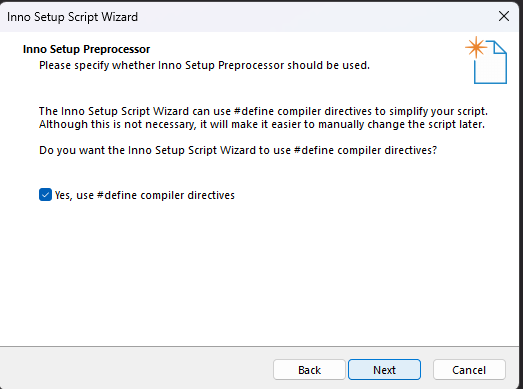 Inno Setup Script Wizard
Inno Setup Preprocessor
Please specify whether Inno Setup Preprocessor should be used.
The Inno Setup Script Wizard can use #define compiler directives to simplify your script.
Although this is not necessary, it will make it easier to manually change the script later.
Do you want the Inno Setup Script Wizard to use #define compiler directives?
Yes, use #define compiler directives
Back Next Cancel